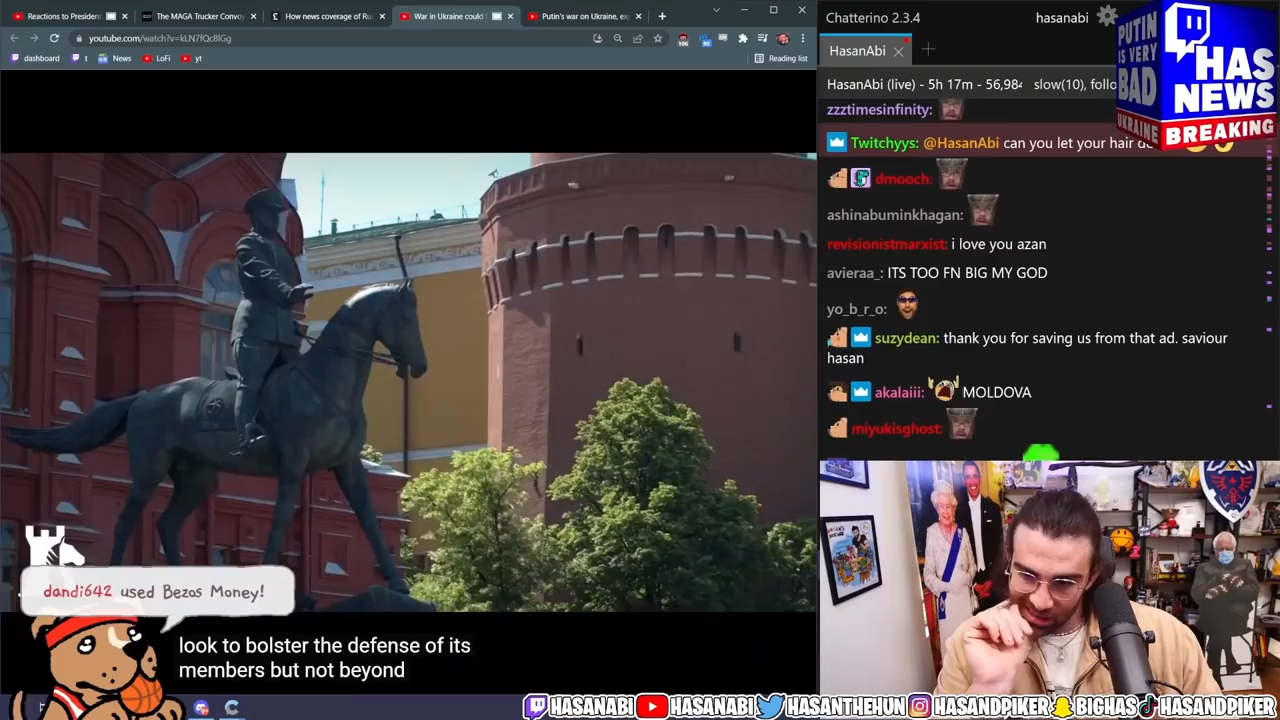 Reactions to Presiden
The MAGA Trucker Convoy
How news coverage of Ru
War in Ukraine could
Putin's war on Ukraine, ex
youtube.com/watch?v=kLN7fQc8lGg
dashboard
t
News
LoFi
yt
Reading list
Chatterino 2.3.4
hasanabi
HasanAbi
HasanAbi (live) - 5h 17m - 56,984
slow(10), follo
PUTIN
IS VERY
BAD
UKRAINE
HAS
NEWS
BREAKING
zzztimesinfinity:
Twitchyys: @HasanAbi can you let your hair do
dmooch:
ashinabuminkhagan:
revisionistmarxist: i love you azan
avieraa_: ITS TOO FN BIG MY GOD
yo_b_r_o:
suzydean: thank you for saving us from that ad. saviour
hasan
akalaiii: MOLDOVA
miyukisghost:
dandi642 used Bezos Money!
look to bolster the defense of its
members but not beyond
HASANABI
HASANABI
HASANTHEHUN
HASANDPIKER
BIGHAS
HASANDPIKER